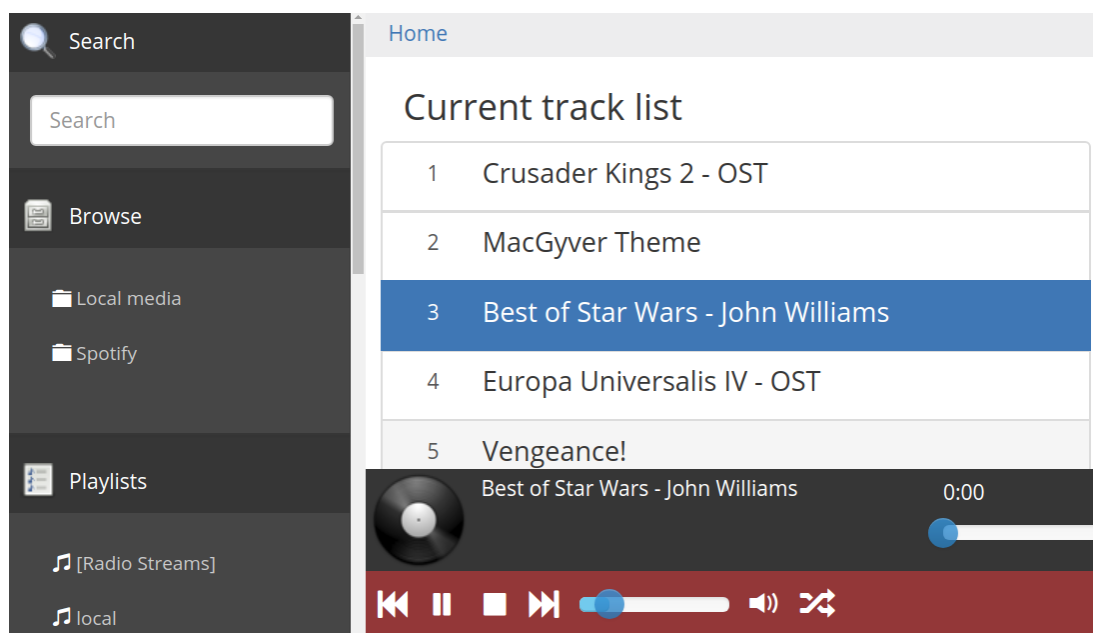 Search
Search
Browse
Local media
Spotify
Playlists
[Radio Streams]
local
Home
Current track list
1 Crusader Kings 2 - OST
2 MacGyver Theme
3 Best of Star Wars - John Williams
4 Europa Universalis IV - OST
5 Vengeance!
Best of Star Wars - John Williams 0:00